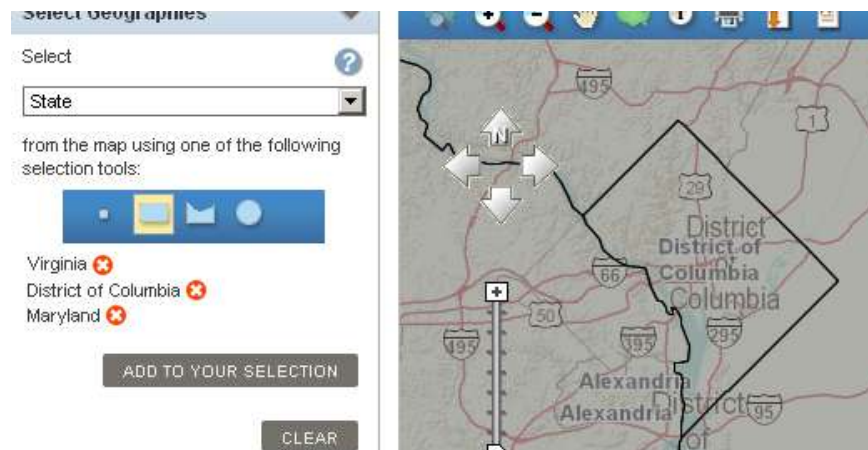 Select Geographies
Select
State
from the map using one of the following
selection tools:
Virginia
District of Columbia
Maryland
ADD TO YOUR SELECTION
CLEAR
495
N
1
29
District
of
Columbia
District of
Columbia
66
50
495
395
295
Alexandria
Alexandria
District
of
95